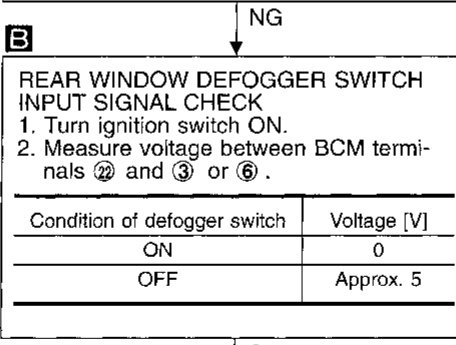 NG
B
REAR WINDOW DEFOGGER SWITCH
INPUT SIGNAL CHECK
1. Turn ignition switch ON.
2. Measure voltage between BCM termi-
nals ㉒ and ③ or ⑥ .
Condition of defogger switch Voltage [V]
ON 0
OFF Approx. 5